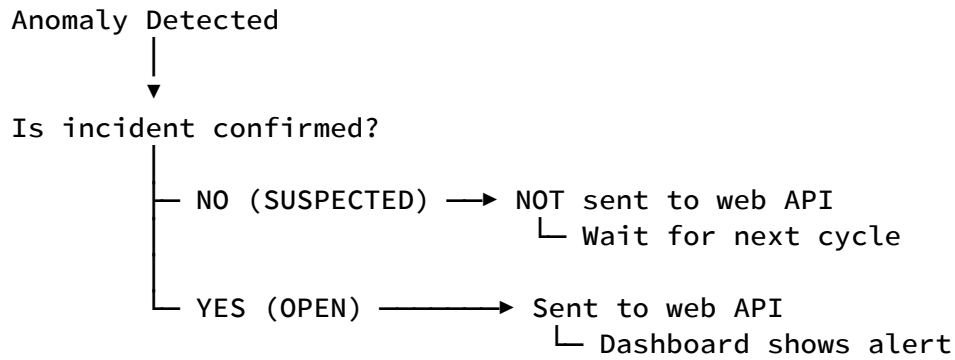 Anomaly Detected
Is incident confirmed?
NO (SUSPECTED) NOT sent to web API
Wait for next cycle
YES (OPEN) Sent to web API
Dashboard shows alert